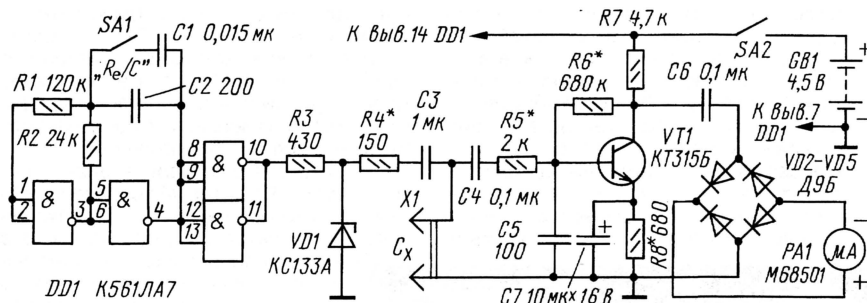 SA1
C1 0,015 мк
„Rе/C"
R1 120 к
C2 200
R2 24 к
1
2
&
3
5
6
&
4
8
9
&
10
12
13
&
11
DD1 К561ЛА7
R3
430
R4*
150
C3
1 мк
VD1
КС133А
X1
Cх
C4 0,1 мк
R5*
2 к
К выв.14 DD1
R7 4,7 к
R6*
680 к
C6 0,1 мк
SA2
+
GB1
4,5 В
−
К выв.7
DD1
VT1
КТ315Б
VD2-VD5
Д9Б
C5
100
+
C7 10 мк × 16 В
R8* 680
−
μA
+
PA1
М68501